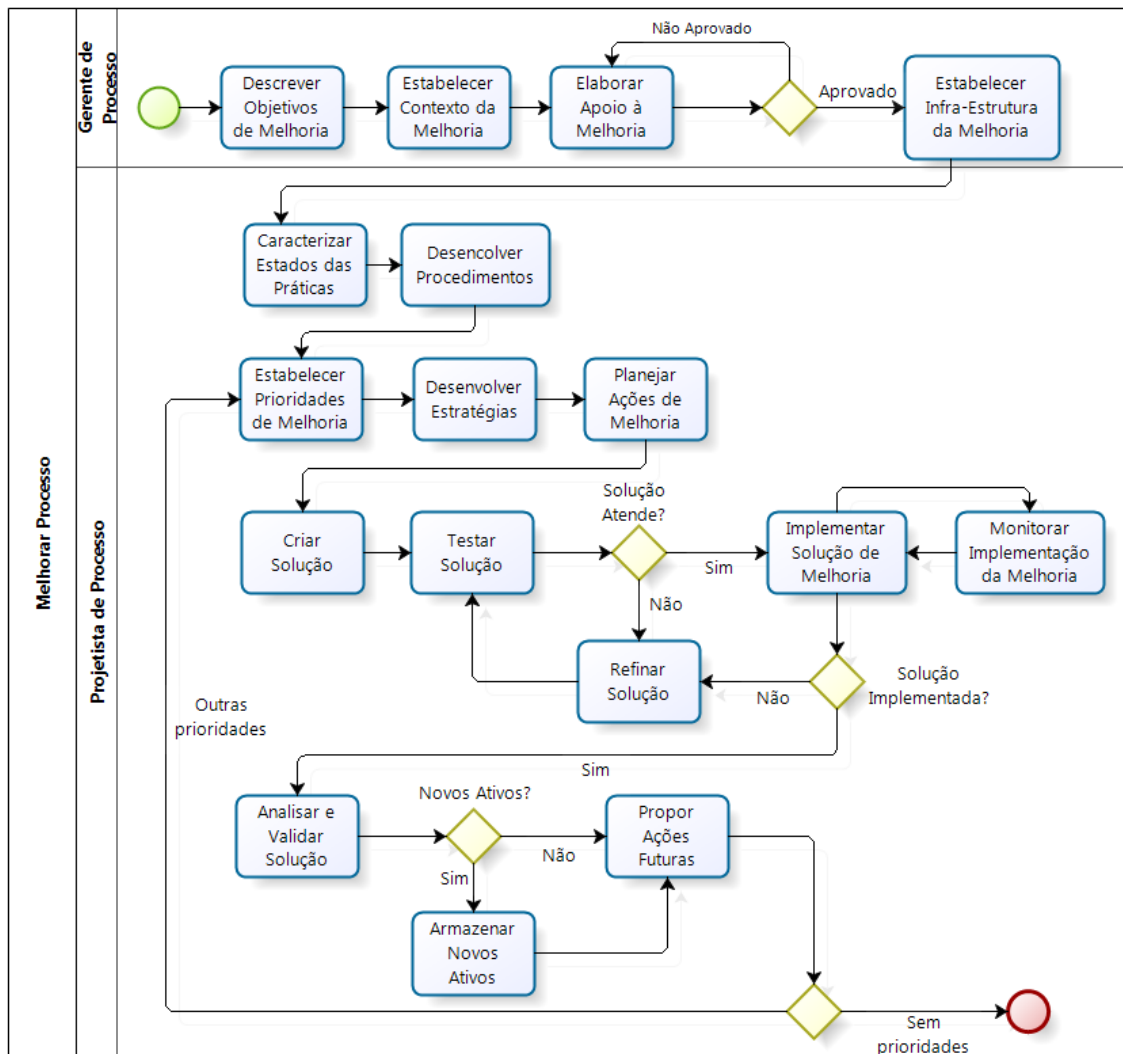 Melhorar Processo
Gerente de
Processo
Não Aprovado
Descrever
Objetivos
de Melhoria
Estabelecer
Contexto da
Melhoria
Elaborar
Apoio à
Melhoria
Aprovado
Estabelecer
Infra-Estrutura
da Melhoria
Projetista de Processo
Caracterizar
Estados das
Práticas
Desencolver
Procedimentos
Estabelecer
Prioridades
de Melhoria
Desenvolver
Estratégias
Planejar
Ações de
Melhoria
Criar
Solução
Testar
Solução
Solução
Atende?
Sim
Não
Implementar
Solução de
Melhoria
Monitorar
Implementação
da Melhoria
Refinar
Solução
Não
Solução
Implementada?
Sim
Outras
prioridades
Analisar e
Validar
Solução
Novos Ativos?
Não
Sim
Propor
Ações
Futuras
Armazenar
Novos
Ativos
Sem
prioridades